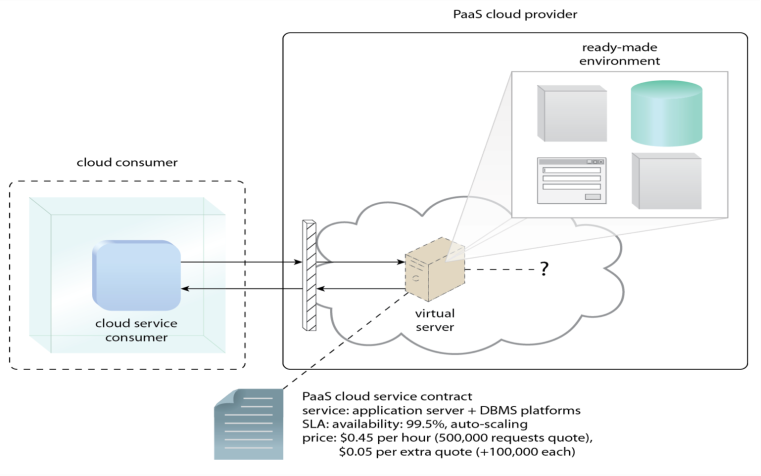 PaaS cloud provider
ready-made
environment
cloud consumer
cloud service
consumer
virtual
server
?
PaaS cloud service contract
service: application server + DBMS platforms
SLA: availability: 99.5%, auto-scaling
price: $0.45 per hour (500,000 requests quote),
$0.05 per extra quote (+100,000 each)